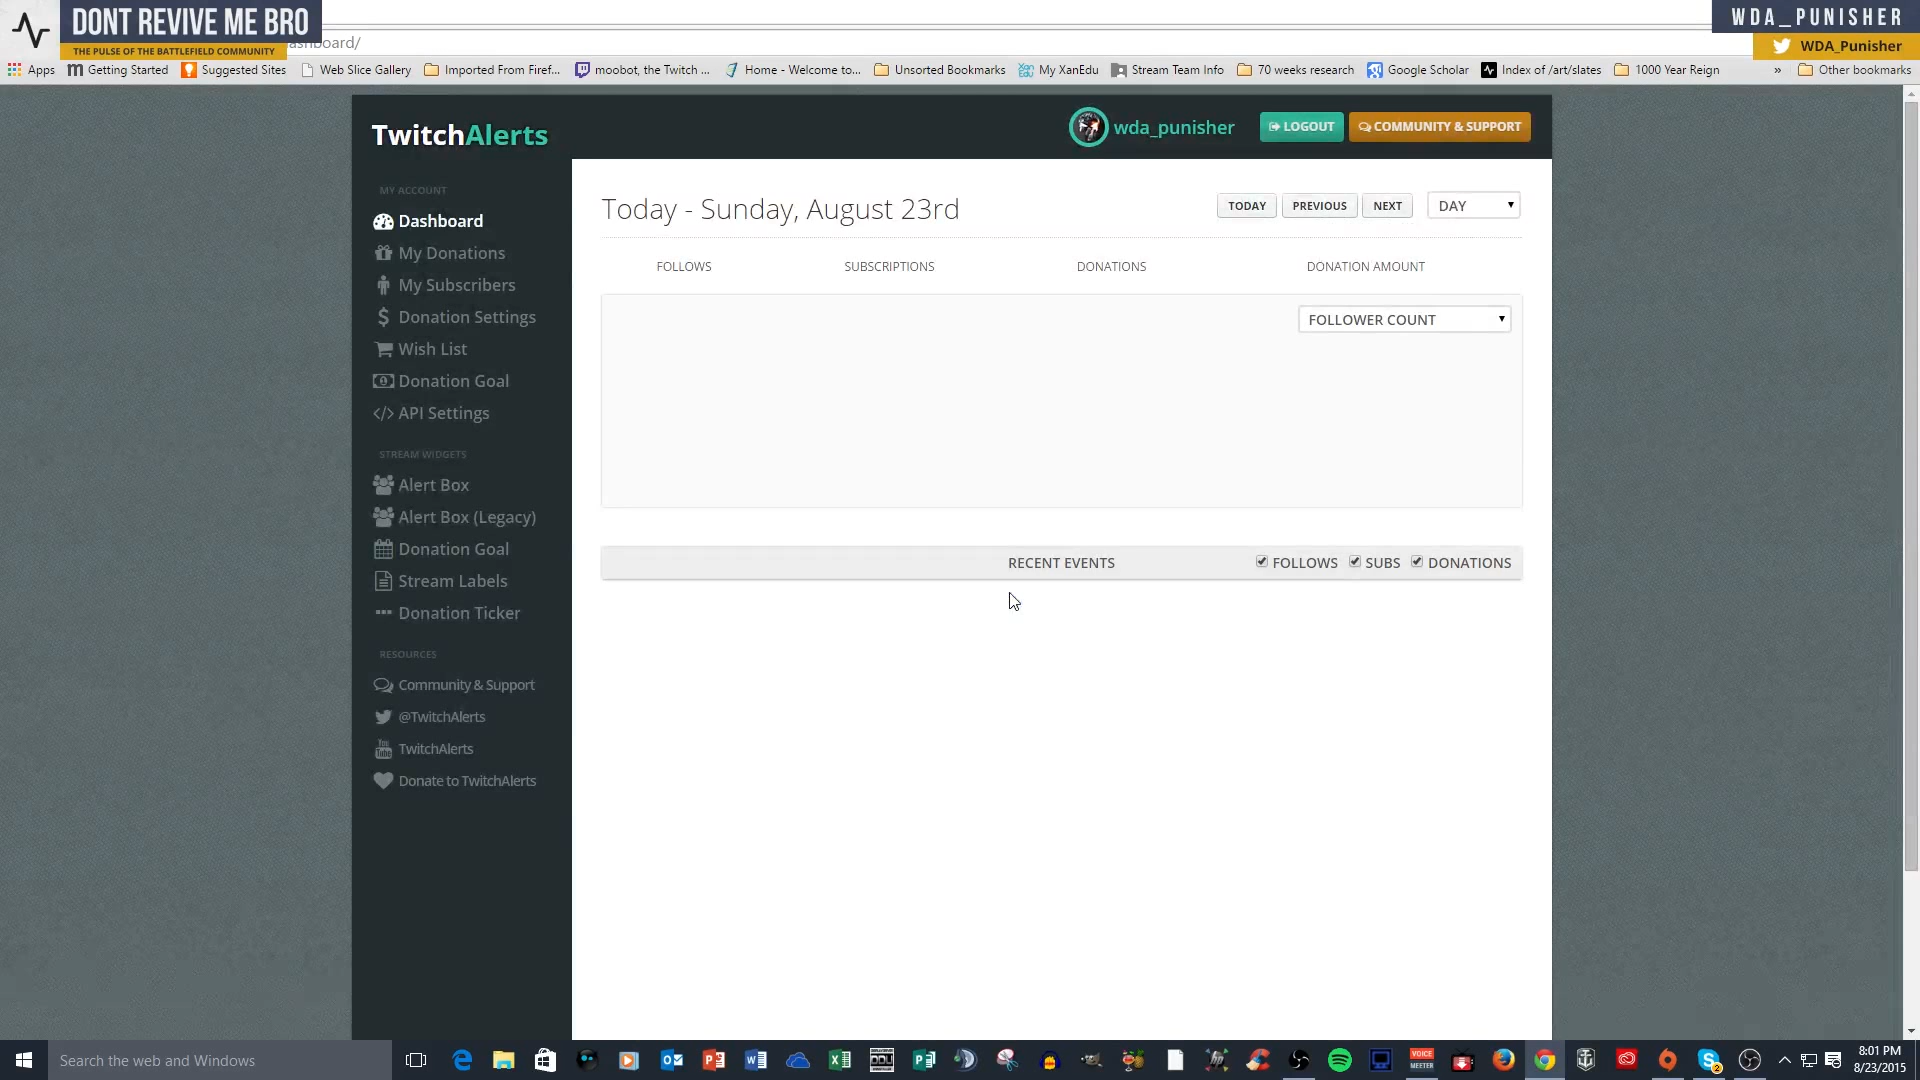 DONT REVIVE ME BRO
THE PULSE OF THE BATTLEFIELD COMMUNITY
WDA_PUNISHER
WDA_Punisher
dashboard/
Apps Getting Started Suggested Sites Web Slice Gallery Imported From Firef... moobot, the Twitch ... Home - Welcome to... Unsorted Bookmarks My XanEdu Stream Team Info 70 weeks research Google Scholar Index of /art/slates 1000 Year Reign » Other bookmarks
TwitchAlerts
wda_punisher
LOGOUT
COMMUNITY & SUPPORT
MY ACCOUNT
Dashboard
My Donations
My Subscribers
Donation Settings
Wish List
Donation Goal
API Settings
STREAM WIDGETS
Alert Box
Alert Box (Legacy)
Donation Goal
Stream Labels
Donation Ticker
RESOURCES
Community & Support
@TwitchAlerts
TwitchAlerts
Donate to TwitchAlerts
Today - Sunday, August 23rd
TODAY PREVIOUS NEXT DAY
FOLLOWS SUBSCRIPTIONS DONATIONS DONATION AMOUNT
FOLLOWER COUNT
RECENT EVENTS FOLLOWS SUBS DONATIONS
Search the web and Windows
VOICE
MEETER
2
8:01 PM
8/23/2015